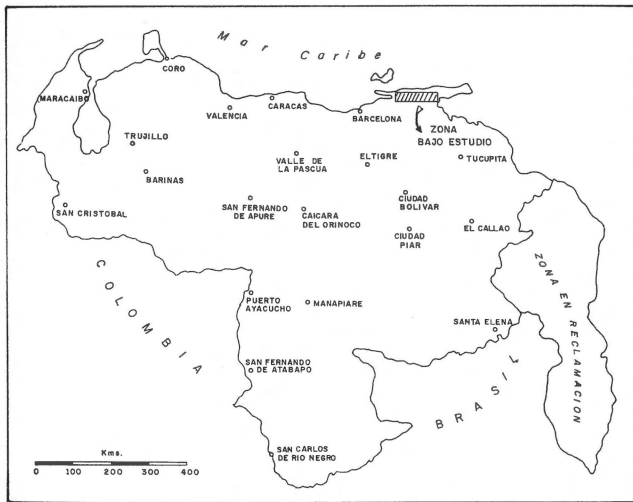 Mar Caribe
CORO
MARACAIBO
VALENCIA
CARACAS
BARCELONA
ZONA
BAJO ESTUDIO
TRUJILLO
VALLE DE
LA PASCUA
EL TIGRE
TUCUPITA
BARINAS
SAN CRISTOBAL
SAN FERNANDO
DE APURE
CAICARA
DEL ORINOCO
CIUDAD
BOLIVAR
CIUDAD
PIAR
EL CALLAO
COLOMBIA
ZONA EN RECLAMACION
PUERTO
AYACUCHO
MANAPIARE
SANTA ELENA
SAN FERNANDO
DE ATABAPO
BRASIL
SAN CARLOS
DE RIO NEGRO
Kms.
0 100 200 300 400